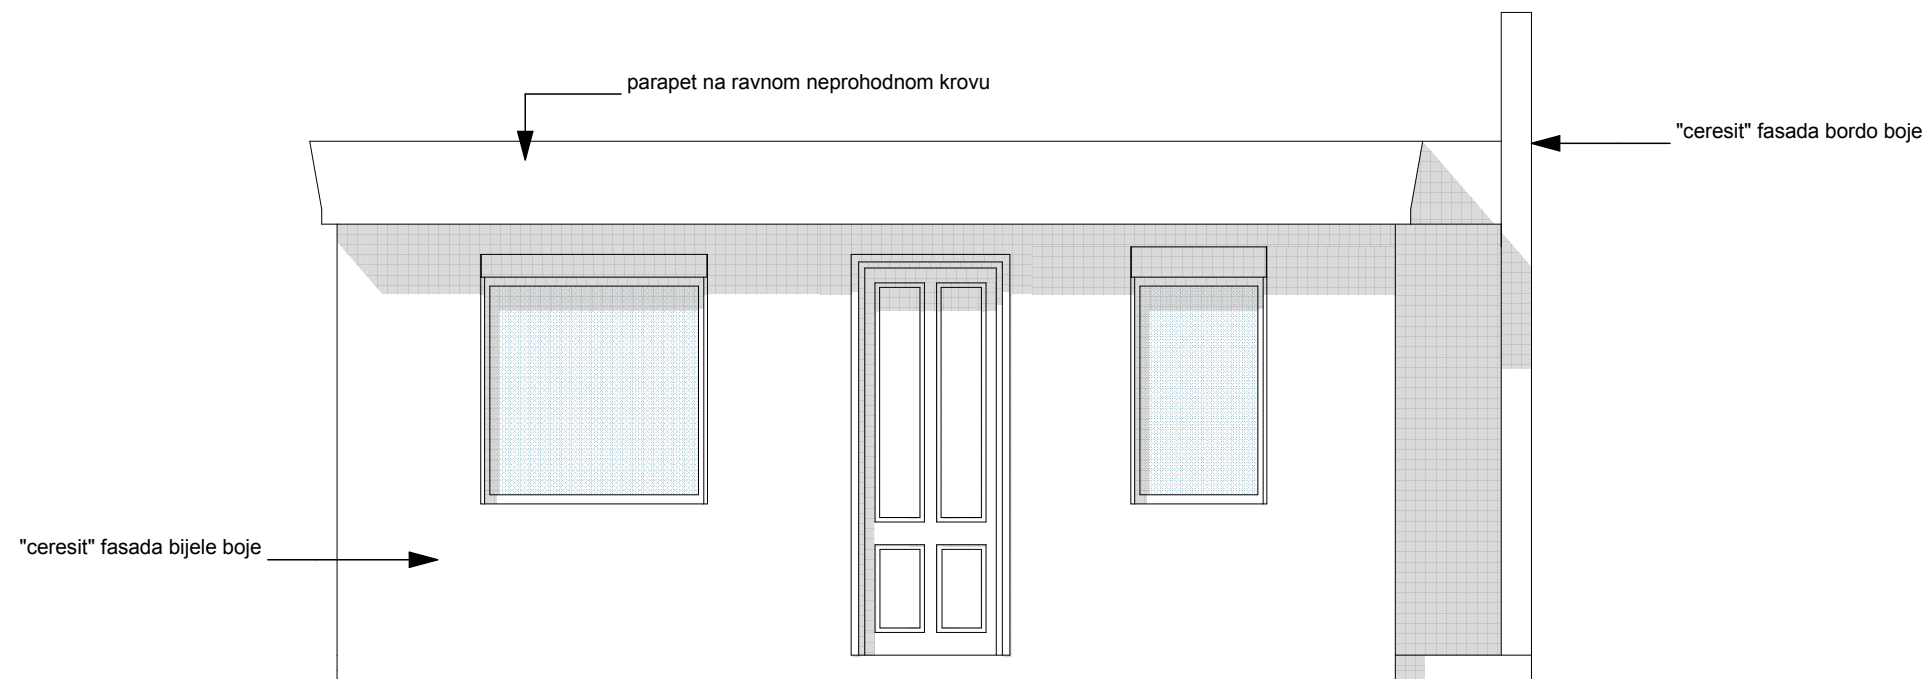 parapet na ravnom neprohodnom krovu
"ceresit" fasada bordo boje
"ceresit" fasada bijele boje